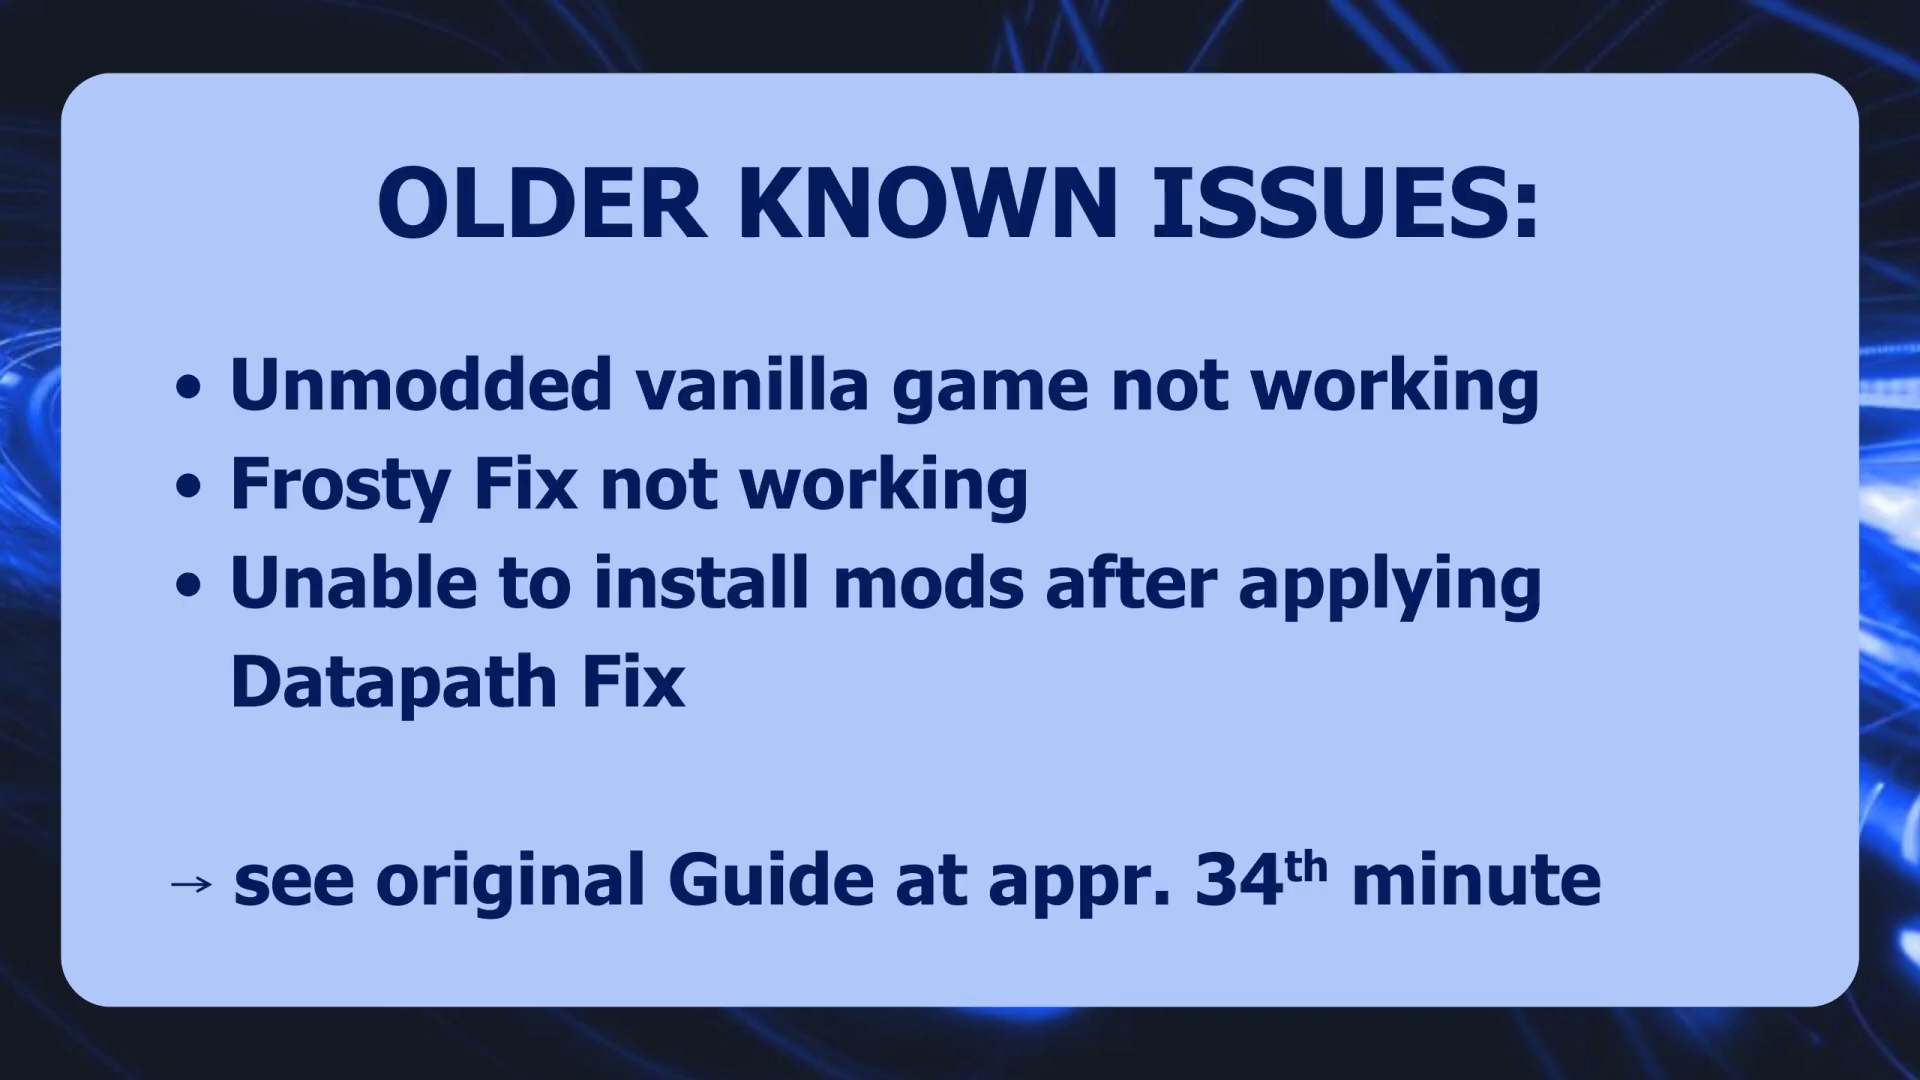 OLDER KNOWN ISSUES:
• Unmodded vanilla game not working
• Frosty Fix not working
• Unable to install mods after applying
Datapath Fix
→ see original Guide at appr. 34th minute